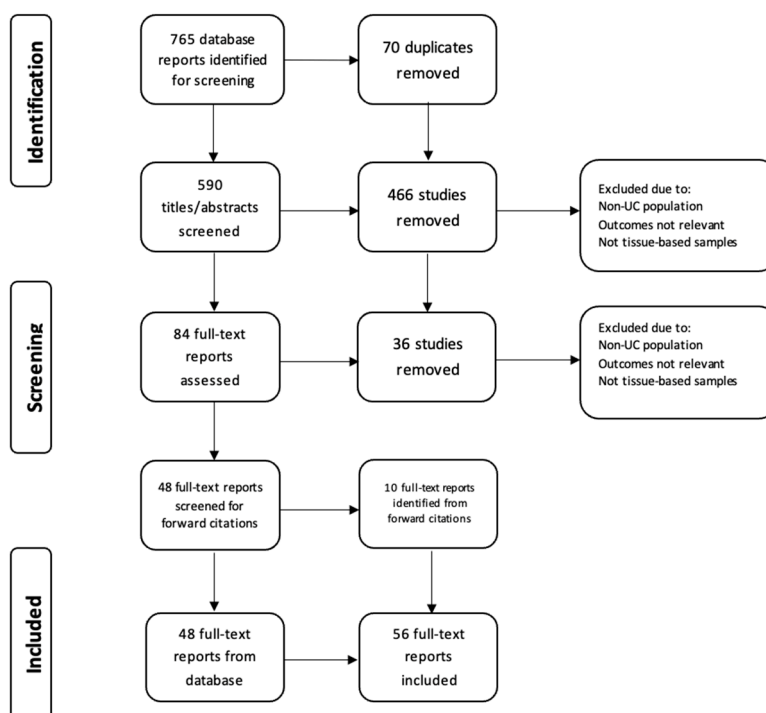 Identification
765 database
reports identified
for screening
70 duplicates
removed
590
titles/abstracts
screened
466 studies
removed
Excluded due to:
Non-UC population
Outcomes not relevant
Not tissue-based samples
Screening
84 full-text
reports
assessed
36 studies
removed
Excluded due to:
Non-UC population
Outcomes not relevant
Not tissue-based samples
48 full-text reports
screened for
forward citations
10 full-text reports
identified from
forward citations
Included
48 full-text
reports from
database
56 full-text
reports
included